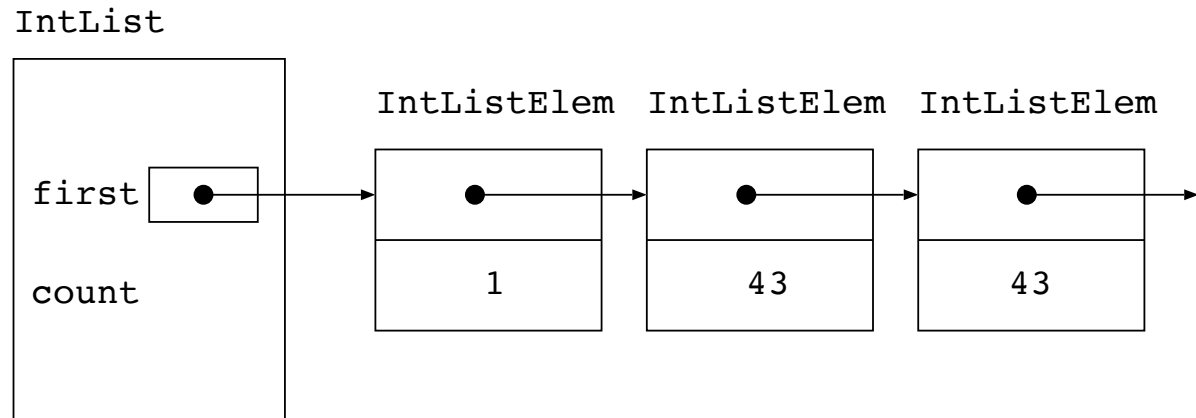 IntList
IntListElem IntListElem IntListElem
first
count
1 43 43